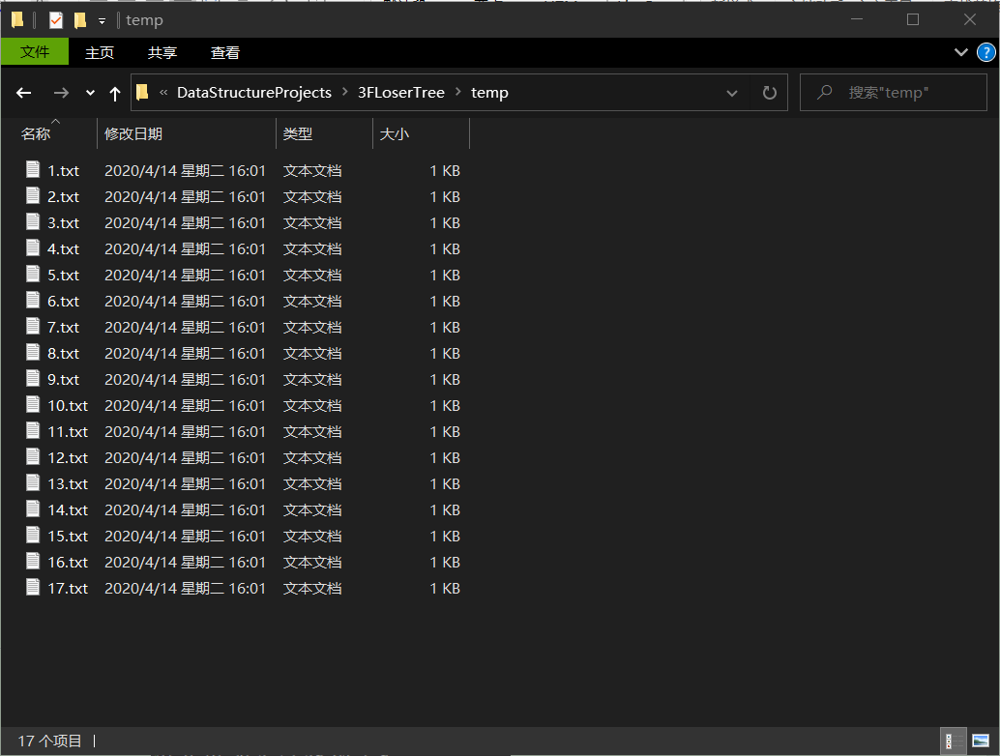 temp
文件 主页 共享 查看
« DataStructureProjects > 3FLoserTree > temp 搜索"temp"
名称 修改日期 类型 大小
1.txt 2020/4/14 星期二 16:01 文本文档 1 KB
2.txt 2020/4/14 星期二 16:01 文本文档 1 KB
3.txt 2020/4/14 星期二 16:01 文本文档 1 KB
4.txt 2020/4/14 星期二 16:01 文本文档 1 KB
5.txt 2020/4/14 星期二 16:01 文本文档 1 KB
6.txt 2020/4/14 星期二 16:01 文本文档 1 KB
7.txt 2020/4/14 星期二 16:01 文本文档 1 KB
8.txt 2020/4/14 星期二 16:01 文本文档 1 KB
9.txt 2020/4/14 星期二 16:01 文本文档 1 KB
10.txt 2020/4/14 星期二 16:01 文本文档 1 KB
11.txt 2020/4/14 星期二 16:01 文本文档 1 KB
12.txt 2020/4/14 星期二 16:01 文本文档 1 KB
13.txt 2020/4/14 星期二 16:01 文本文档 1 KB
14.txt 2020/4/14 星期二 16:01 文本文档 1 KB
15.txt 2020/4/14 星期二 16:01 文本文档 1 KB
16.txt 2020/4/14 星期二 16:01 文本文档 1 KB
17.txt 2020/4/14 星期二 16:01 文本文档 1 KB
17 个项目